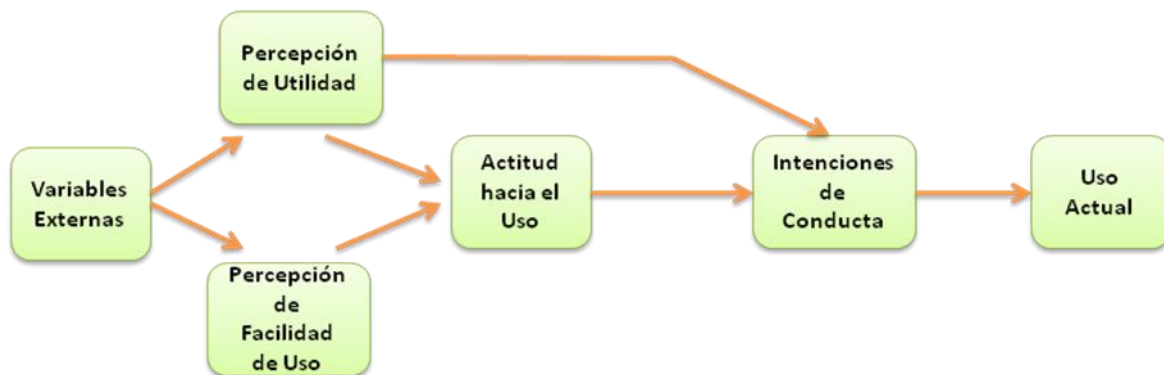 Percepción
de Utilidad
Variables
Externas
Percepción
de
Facilidad
de Uso
Actitud
hacia el
Uso
Intenciones
de
Conducta
Uso
Actual